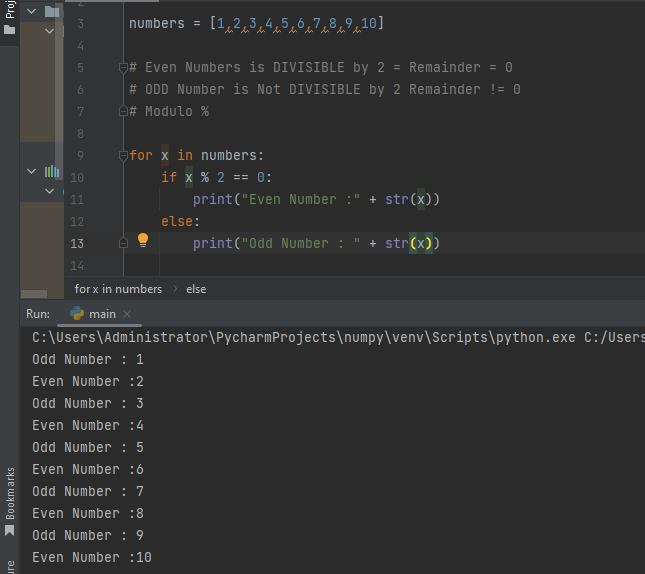 Proj
2
3 numbers = [1,2,3,4,5,6,7,8,9,10]
4
5 # Even Numbers is DIVISIBLE by 2 = Remainder = 0
6 # ODD Number is Not DIVISIBLE by 2 Remainder != 0
7 # Modulo %
8
9 for x in numbers:
10 if x % 2 == 0:
11 print("Even Number :" + str(x))
12 else:
13 print("Odd Number : " + str(x))
14
for x in numbers > else
Run: main ×
C:\Users\Administrator\PycharmProjects\numpy\venv\Scripts\python.exe C:/Users
Odd Number : 1
Even Number :2
Odd Number : 3
Even Number :4
Odd Number : 5
Even Number :6
Odd Number : 7
Even Number :8
Odd Number : 9
Even Number :10
Bookmarks
ure